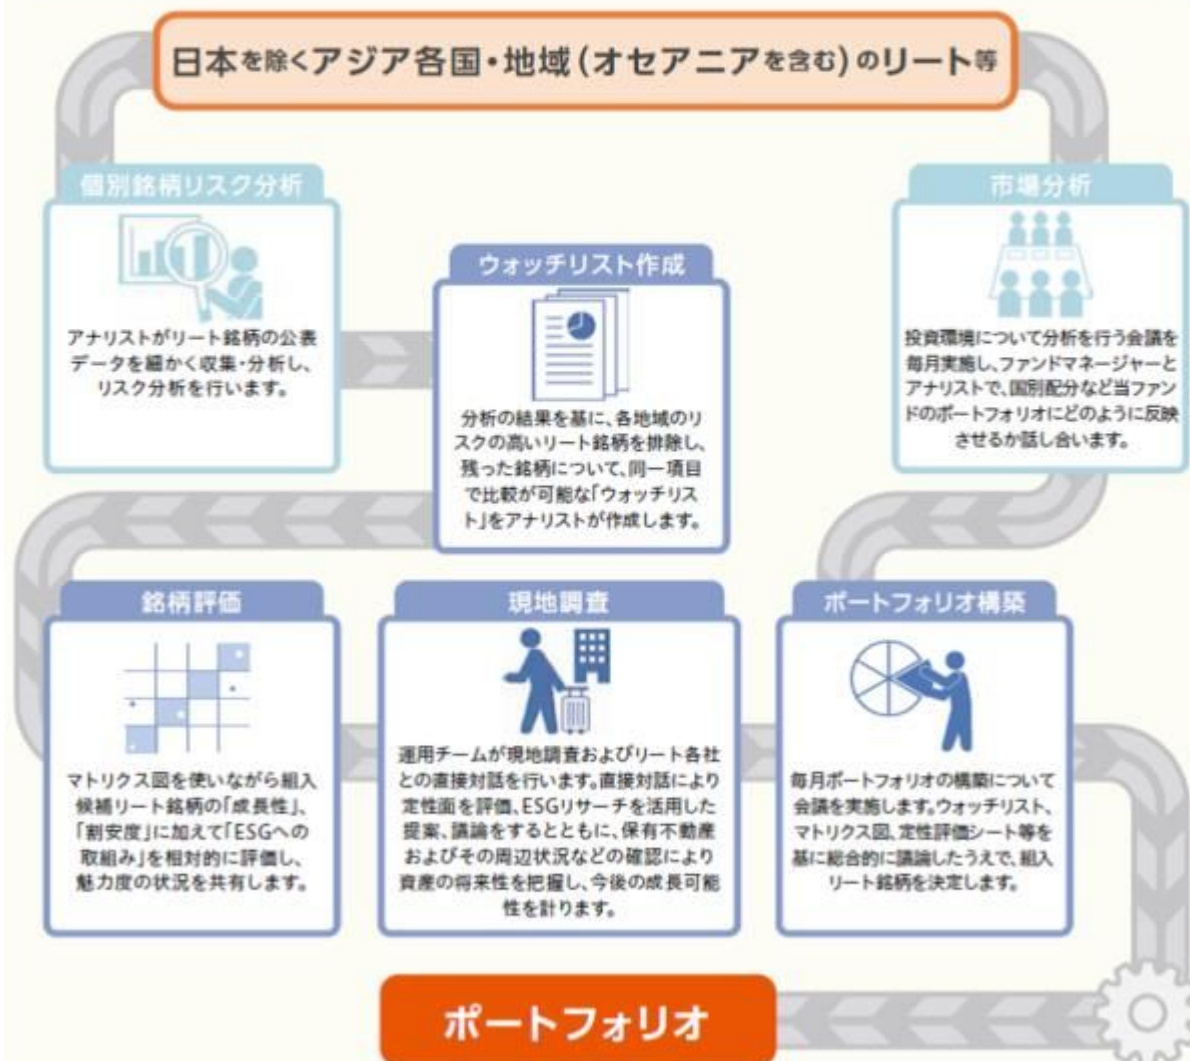 日本を除くアジア各国・地域(オセアニアを含む)のリート等
個別銘柄リスク分析
アナリストがリート銘柄の公表
データを細かく収集・分析し、
リスク分析を行います。
ウォッチリスト作成
分析の結果を基に、各地域のリ
スクの高いリート銘柄を排除し、
残った銘柄について、同一項目
で比較が可能な「ウォッチリス
ト」をアナリストが作成します。
市場分析
投資環境について分析を行う会議を
毎月実施し、ファンドマネージャーと
アナリストで、国別配分など当ファン
ドのポートフォリオにどのように反映
させるか話し合います。
銘柄評価
マトリクス図を使いながら組入
候補リート銘柄の「成長性」、
「割安度」に加えて「ESGへの
取組み」を相対的に評価し、
魅力度の状況を共有します。
現地調査
運用チームが現地調査およびリート各社
との直接対話を行います。直接対話により
定性面を評価、ESGリサーチを活用した
提案、議論をするとともに、保有不動産
およびその周辺状況などの確認により
資産の将来性を把握し、今後の成長可能
性を計ります。
ポートフォリオ構築
毎月ポートフォリオの構築について
会議を実施します。ウォッチリスト、
マトリクス図、定性評価シート等を
基に総合的に議論したうえで、組入
リート銘柄を決定します。
ポートフォリオ